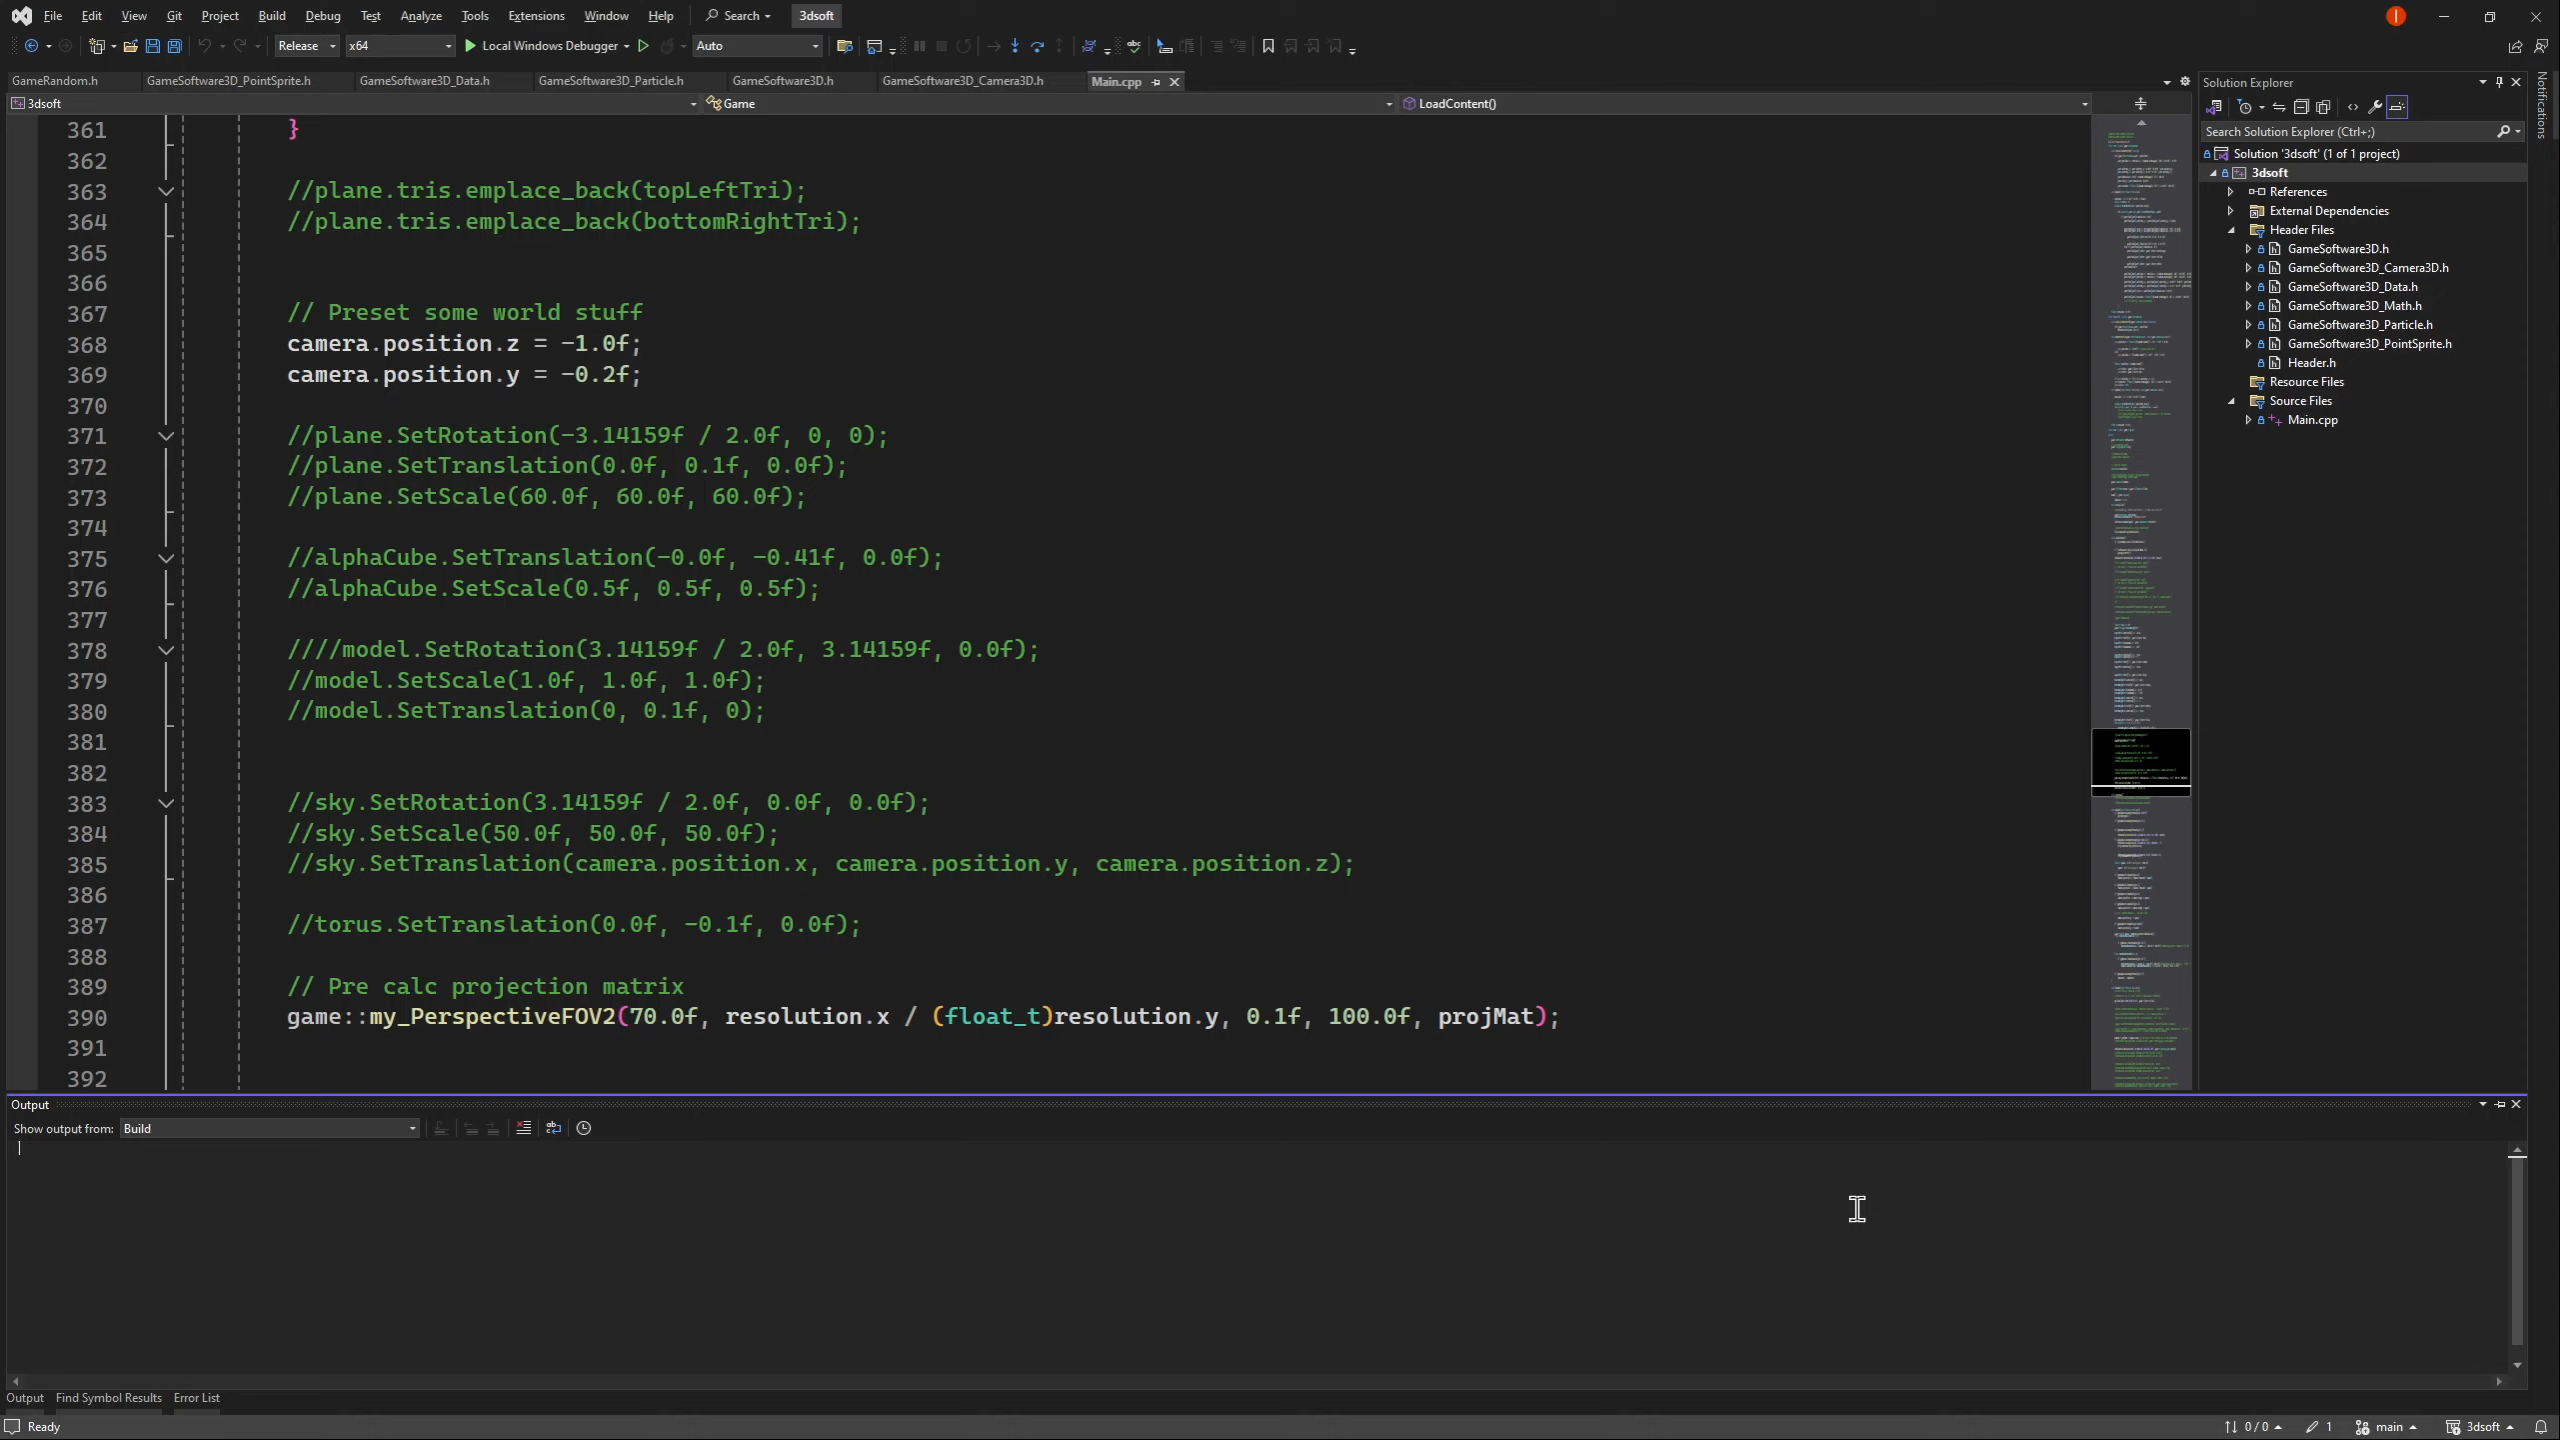 File Edit View Git Project Build Debug Test Analyze Tools Extensions Window Help Search 3dsoft
Release x64 Local Windows Debugger Auto
GameRandom.h GameSoftware3D_PointSprite.h GameSoftware3D_Data.h GameSoftware3D_Particle.h GameSoftware3D.h GameSoftware3D_Camera3D.h Main.cpp
3dsoft Game LoadContent()
361 }
362
363 //plane.tris.emplace_back(topLeftTri);
364 //plane.tris.emplace_back(bottomRightTri);
365
366
367 // Preset some world stuff
368 camera.position.z = -1.0f;
369 camera.position.y = -0.2f;
370
371 //plane.SetRotation(-3.14159f / 2.0f, 0, 0);
372 //plane.SetTranslation(0.0f, 0.1f, 0.0f);
373 //plane.SetScale(60.0f, 60.0f, 60.0f);
374
375 //alphaCube.SetTranslation(-0.0f, -0.41f, 0.0f);
376 //alphaCube.SetScale(0.5f, 0.5f, 0.5f);
377
378 ////model.SetRotation(3.14159f / 2.0f, 3.14159f, 0.0f);
379 //model.SetScale(1.0f, 1.0f, 1.0f);
380 //model.SetTranslation(0, 0.1f, 0);
381
382
383 //sky.SetRotation(3.14159f / 2.0f, 0.0f, 0.0f);
384 //sky.SetScale(50.0f, 50.0f, 50.0f);
385 //sky.SetTranslation(camera.position.x, camera.position.y, camera.position.z);
386
387 //torus.SetTranslation(0.0f, -0.1f, 0.0f);
388
389 // Pre calc projection matrix
390 game::my_PerspectiveFOV2(70.0f, resolution.x / (float_t)resolution.y, 0.1f, 100.0f, projMat);
391
392
Solution Explorer
Search Solution Explorer (Ctrl+;)
Solution '3dsoft' (1 of 1 project)
3dsoft
References
External Dependencies
Header Files
GameSoftware3D.h
GameSoftware3D_Camera3D.h
GameSoftware3D_Data.h
GameSoftware3D_Math.h
GameSoftware3D_Particle.h
GameSoftware3D_PointSprite.h
Header.h
Resource Files
Source Files
Main.cpp
Notifications
Output
Show output from: Build
Output Find Symbol Results Error List
Ready 0 / 0 1 main 3dsoft